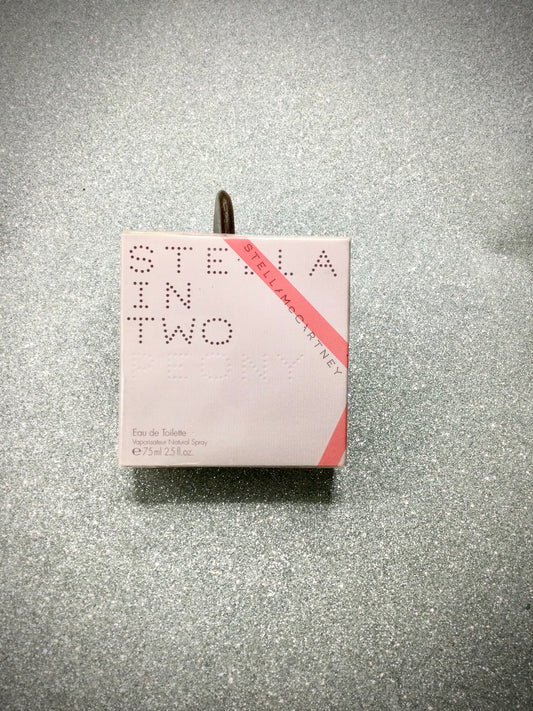 STELLA
IN
TWO
PEONY
STELLA McCARTNEY
Eau de Toilette
Vaporisateur Natural Spray
e 75 ml 2.5 fl.oz.